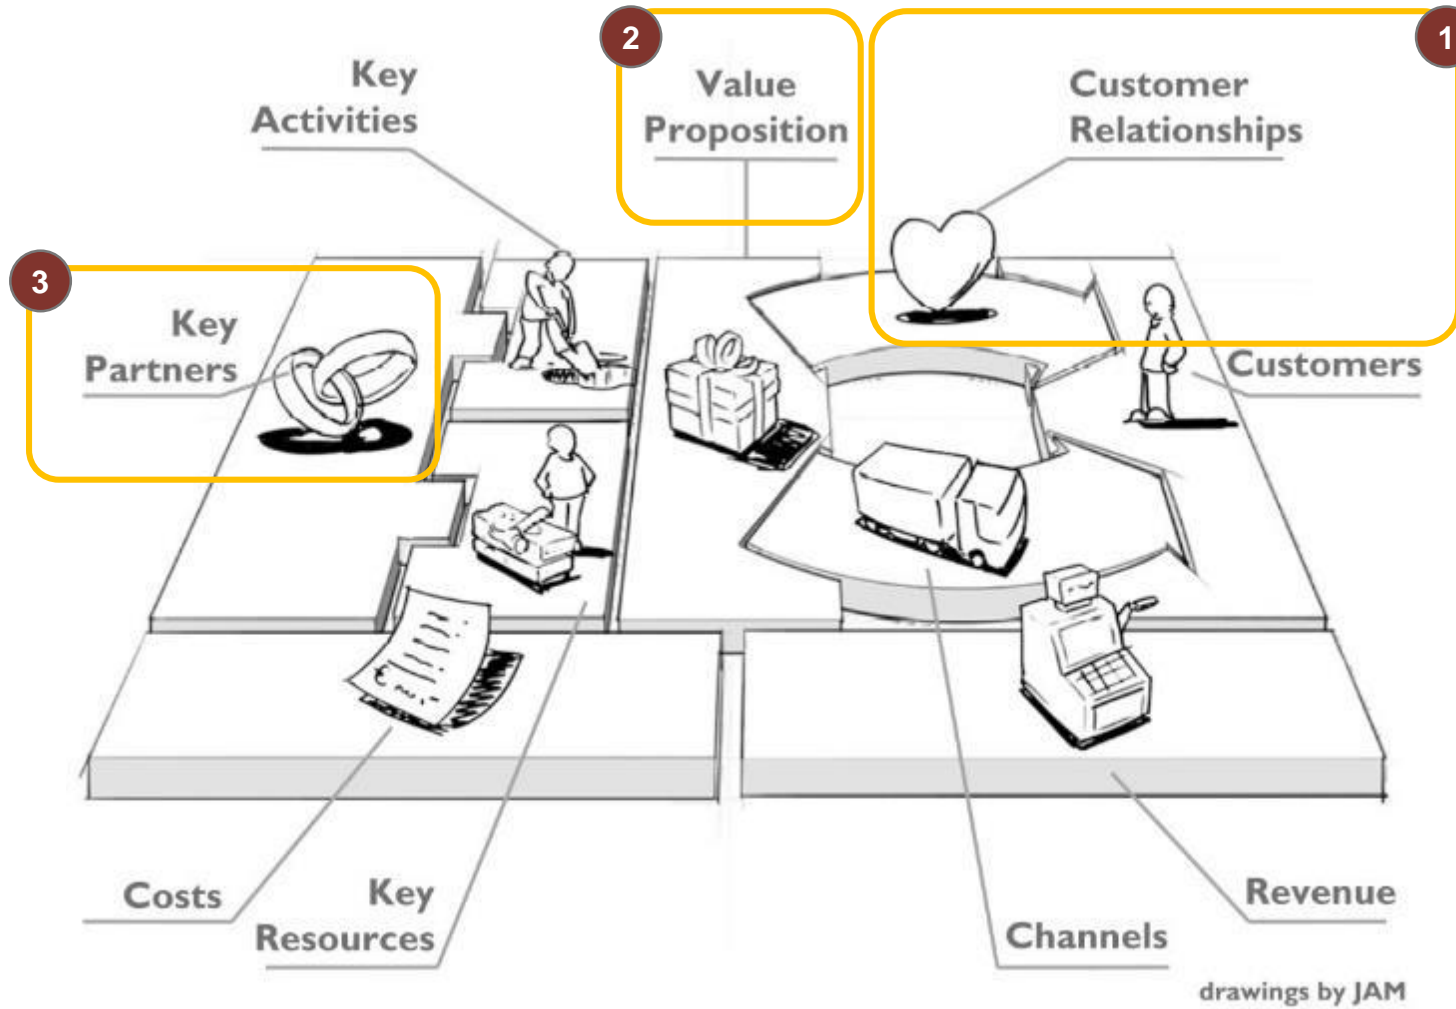 2
1
Key
Activities
Value
Proposition
Customer
Relationships
3
Key
Partners
Customers
Costs
Key
Resources
Channels
Revenue
drawings by JAM